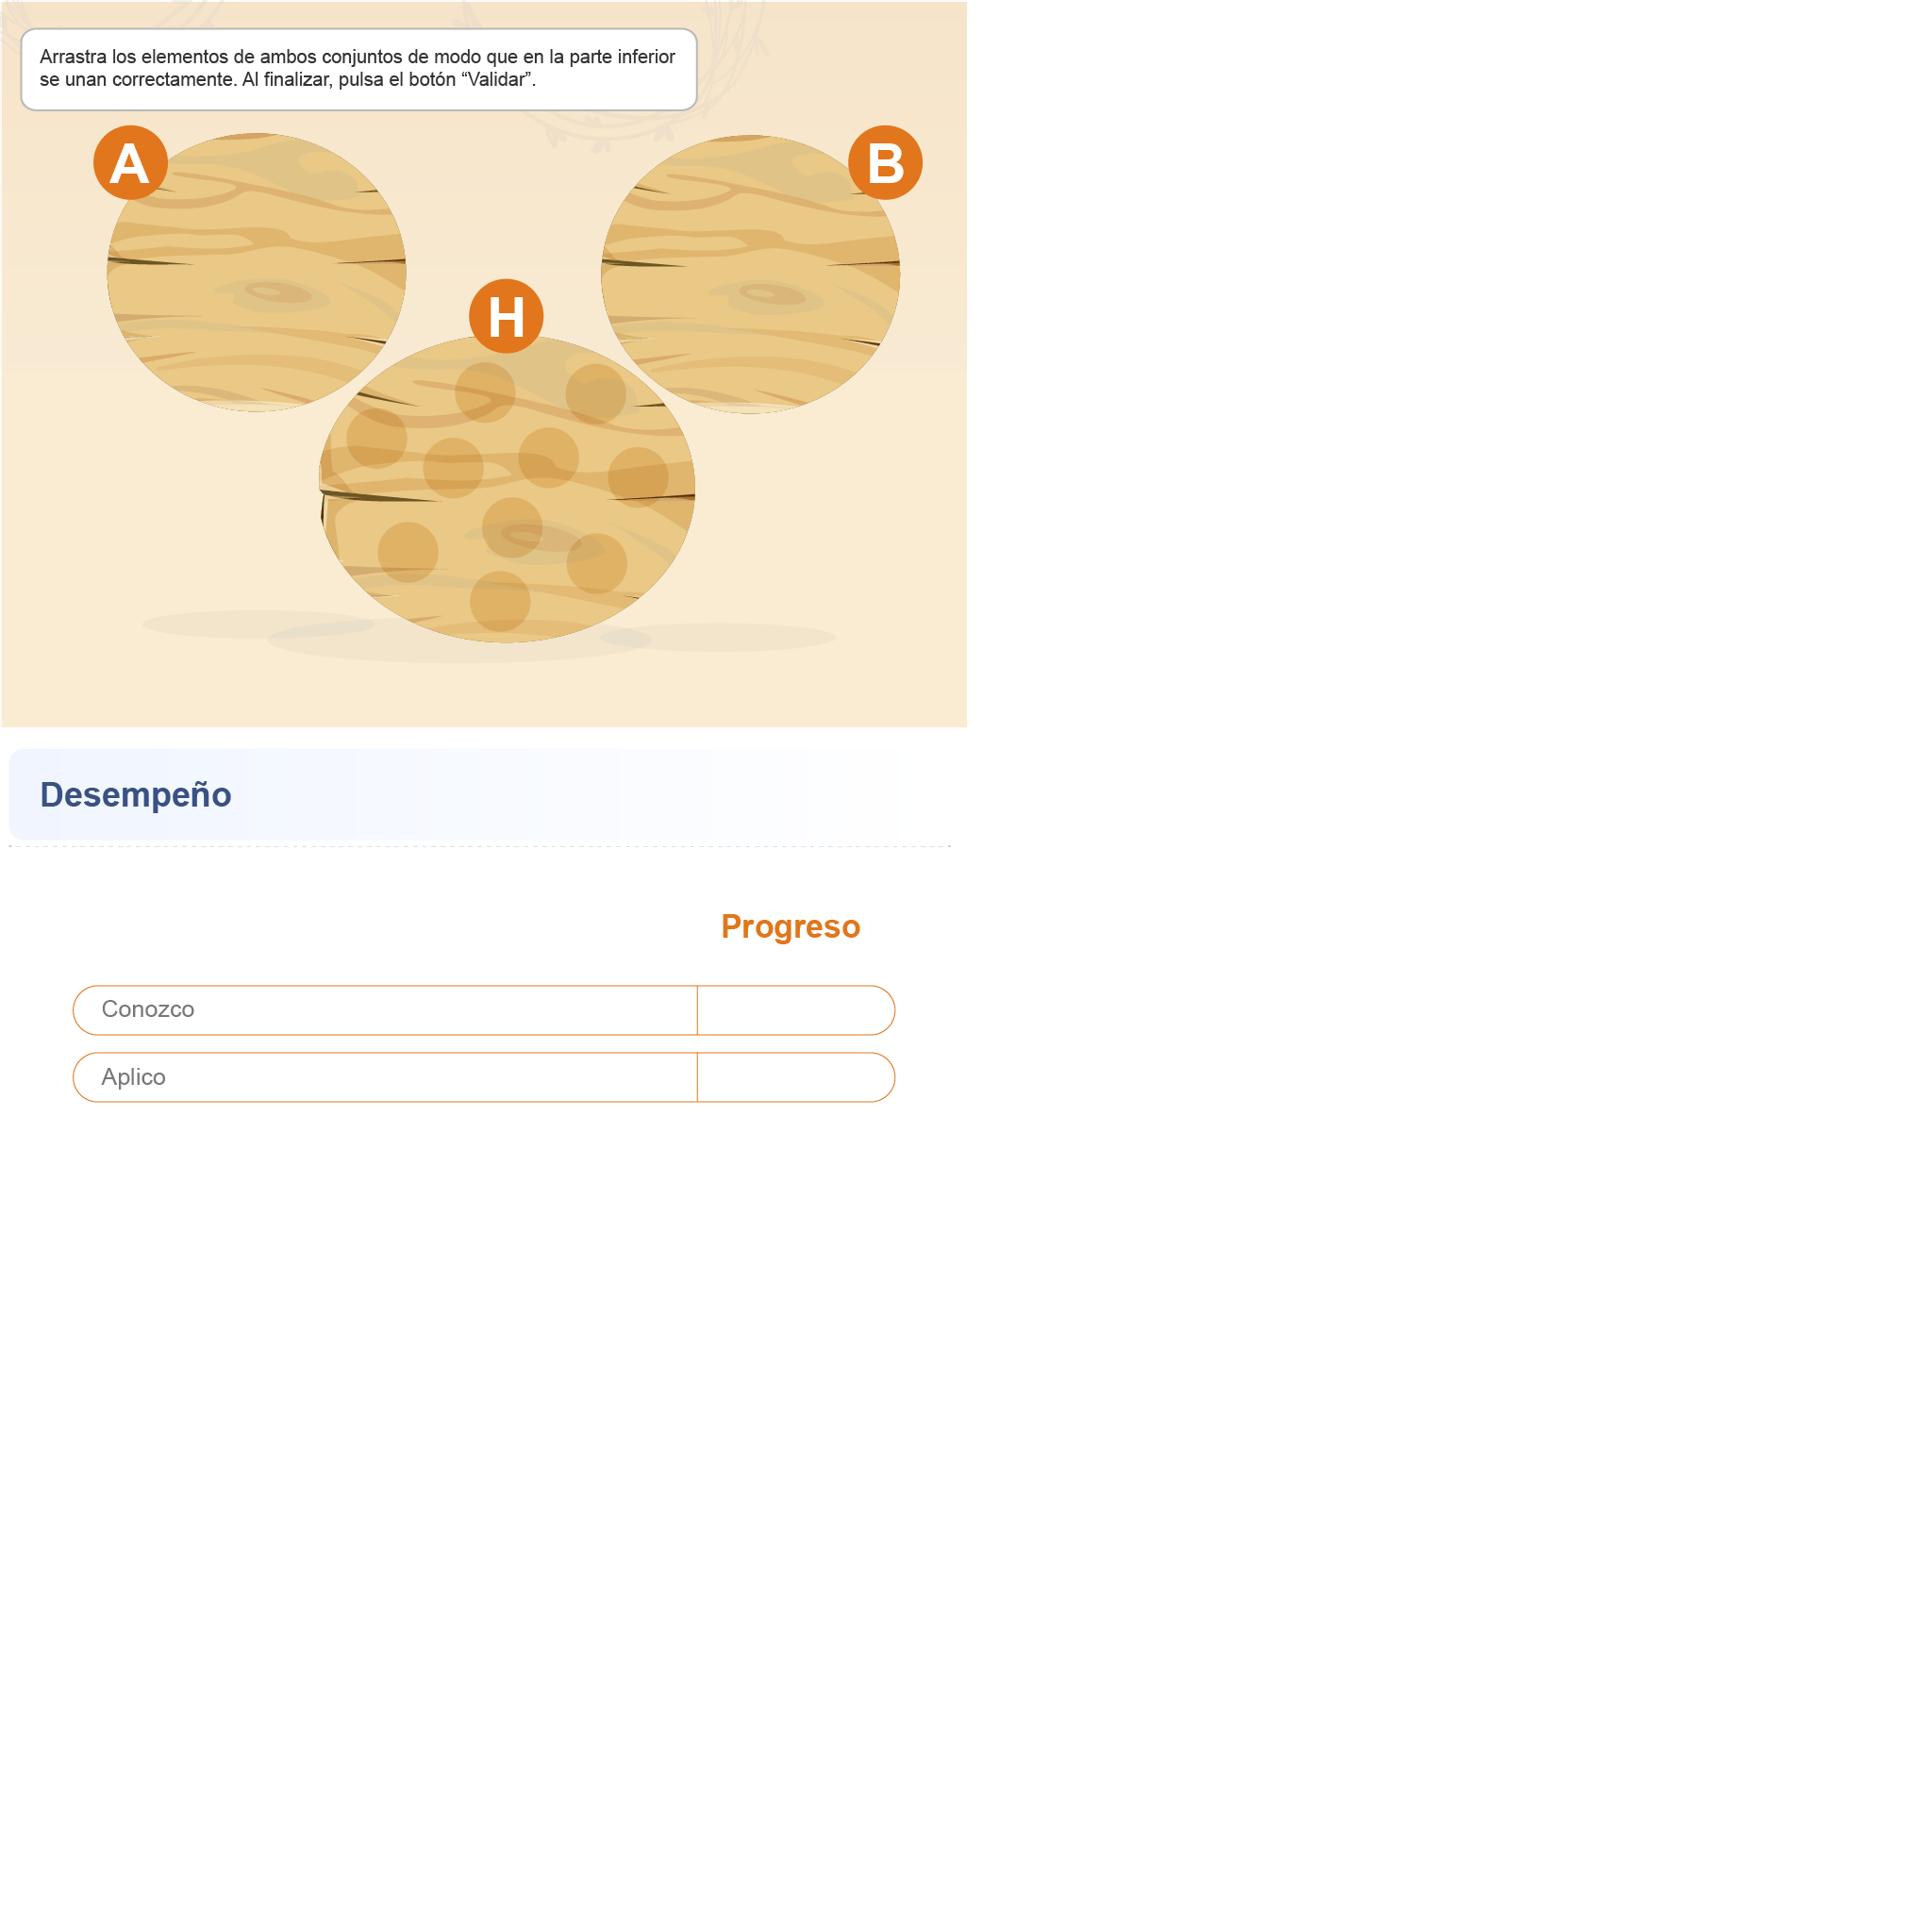 Arrastra los elementos de ambos conjuntos de modo que en la parte inferior
se unan correctamente. Al finalizar, pulsa el botón “Validar”.
A
B
H
Desempeño
Progreso
Conozco
Aplico